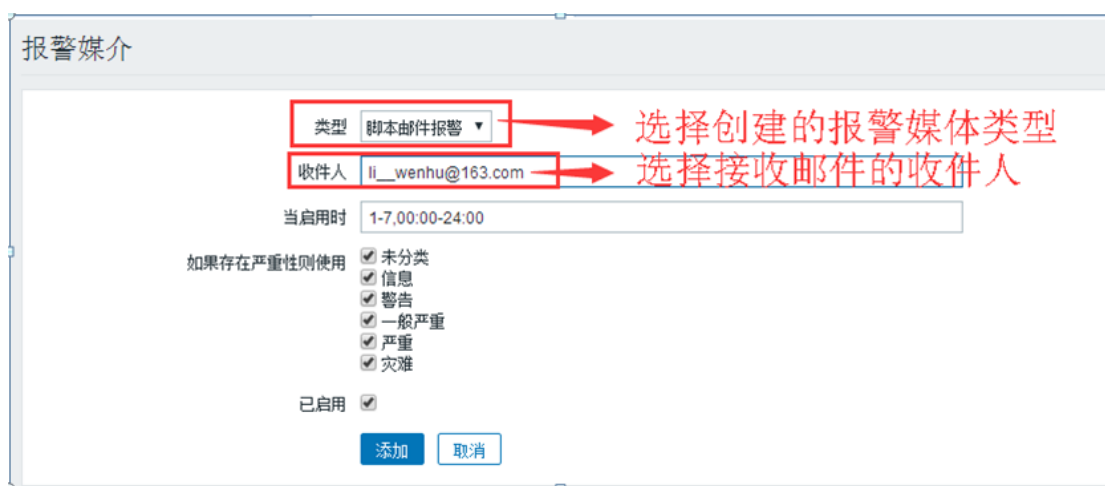 报警媒介
类型 脚本邮件报警 ▼ 选择创建的报警媒体类型
收件人 li__wenhu@163.com 选择接收邮件的收件人
当启用时 1-7,00:00-24:00
如果存在严重性则使用 未分类
信息
警告
一般严重
严重
灾难
已启用
添加 取消